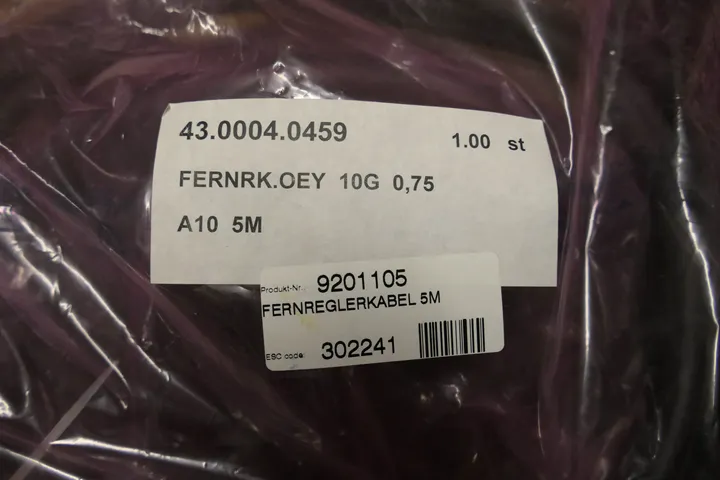 43.0004.0459 1.00 st
FERNRK.OEY 10G 0,75
A10 5M
Produkt-Nr.: 9201105
FERNREGLERKABEL 5M
ESC code: 302241